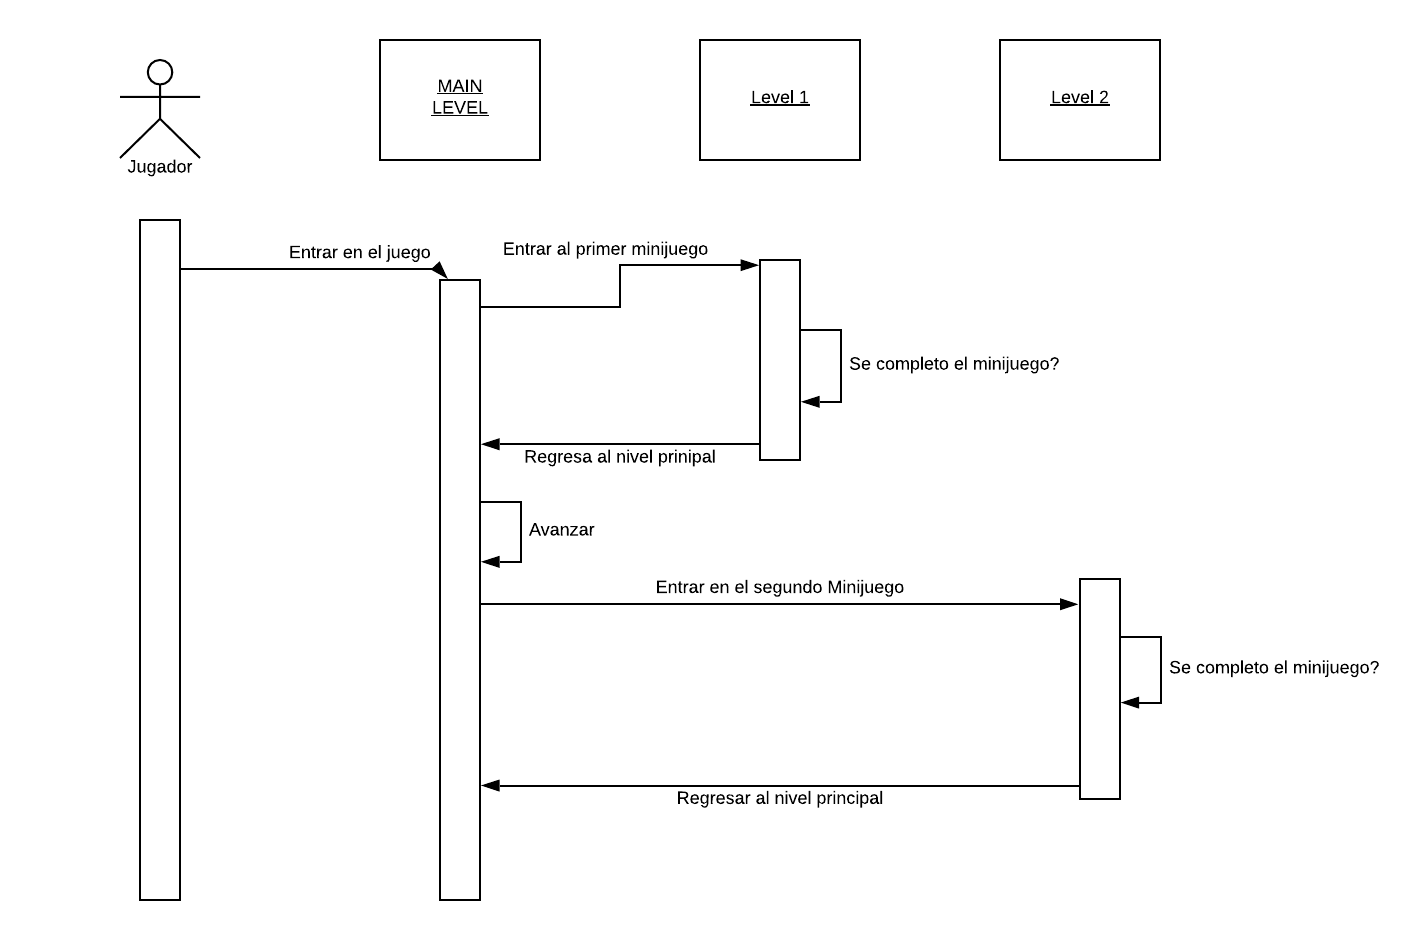 MAIN
LEVEL
Level 1
Level 2
Jugador
Entrar en el juego
Entrar al primer minijuego
Se completo el minijuego?
Regresa al nivel prinipal
Avanzar
Entrar en el segundo Minijuego
Se completo el minijuego?
Regresar al nivel principal